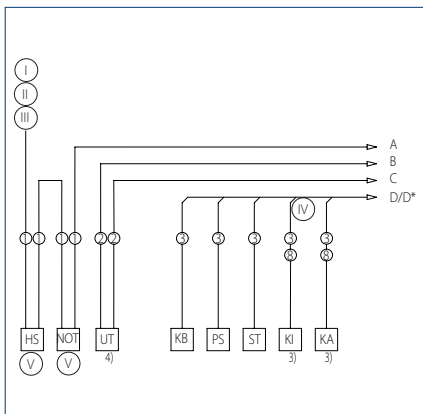 I
II
III
A
B
C
D/D*
IV
1 1 1 1 2 2 3 3 3 3 3
8 8
HS NOT UT KB PS ST KI KA
V V 4) 3) 3)